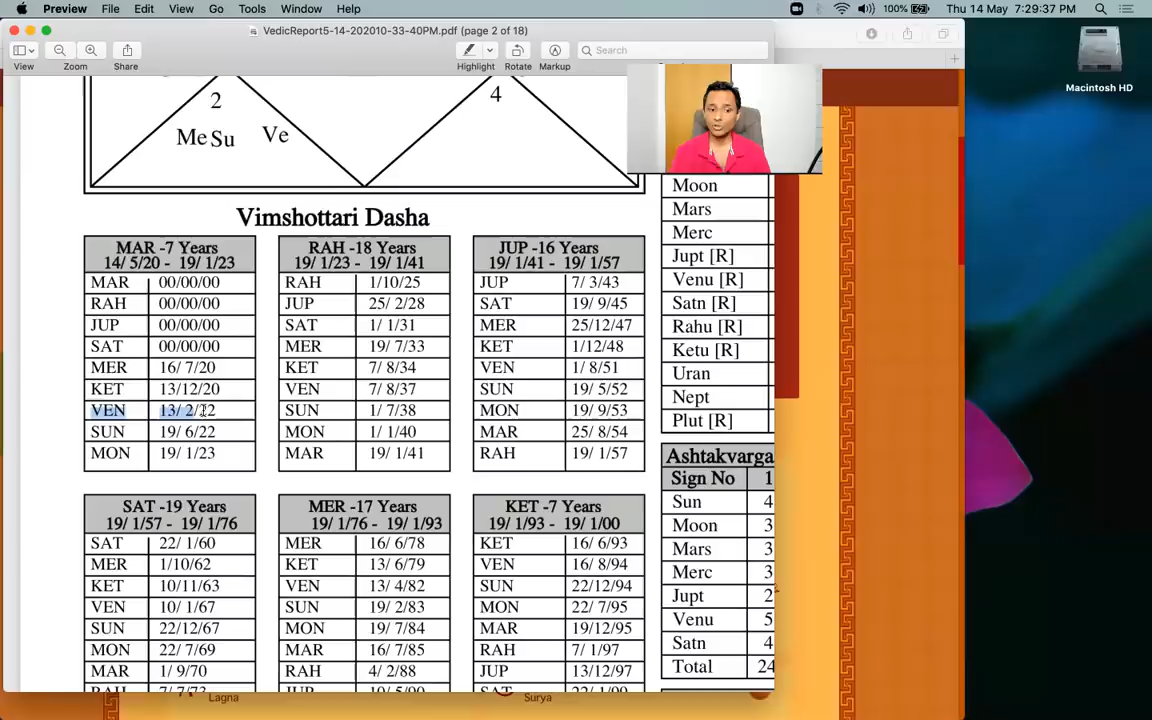 Preview File Edit View Go Tools Window Help 100% Thu 14 May 7:29:37 PM
VedicReport5-14-202010-33-40PM.pdf (page 2 of 18)
Search
View Zoom Share Highlight Rotate Markup
Macintosh HD
2
4
Me Su Ve
Vimshottari Dasha
MAR -7 Years
14/ 5/20 - 19/ 1/23
MAR 00/00/00
RAH 00/00/00
JUP 00/00/00
SAT 00/00/00
MER 16/ 7/20
KET 13/12/20
VEN 13/ 2/22
SUN 19/ 6/22
MON 19/ 1/23
RAH -18 Years
19/ 1/23 - 19/ 1/41
RAH 1/10/25
JUP 25/ 2/28
SAT 1/ 1/31
MER 19/ 7/33
KET 7/ 8/34
VEN 7/ 8/37
SUN 1/ 7/38
MON 1/ 1/40
MAR 19/ 1/41
JUP -16 Years
19/ 1/41 - 19/ 1/57
JUP 7/ 3/43
SAT 19/ 9/45
MER 25/12/47
KET 1/12/48
VEN 1/ 8/51
SUN 19/ 5/52
MON 19/ 9/53
MAR 25/ 8/54
RAH 19/ 1/57
SAT -19 Years
19/ 1/57 - 19/ 1/76
SAT 22/ 1/60
MER 1/10/62
KET 10/11/63
VEN 10/ 1/67
SUN 22/12/67
MON 22/ 7/69
MAR 1/ 9/70
RAH 7/ 7/73
MER -17 Years
19/ 1/76 - 19/ 1/93
MER 16/ 6/78
KET 13/ 6/79
VEN 13/ 4/82
SUN 19/ 2/83
MON 19/ 7/84
MAR 16/ 7/85
RAH 4/ 2/88
JUP
KET -7 Years
19/ 1/93 - 19/ 1/00
KET 16/ 6/93
VEN 16/ 8/94
SUN 22/12/94
MON 22/ 7/95
MAR 19/12/95
RAH 7/ 1/97
JUP 13/12/97
SAT
Moon
Mars
Merc
Jupt [R]
Venu [R]
Satn [R]
Rahu [R]
Ketu [R]
Uran
Nept
Plut [R]
Ashtakvarga
Sign No 1
Sun 4
Moon 3
Mars 3
Merc 3
Jupt 2
Venu 5
Satn 4
Total 24
Lagna
Surya